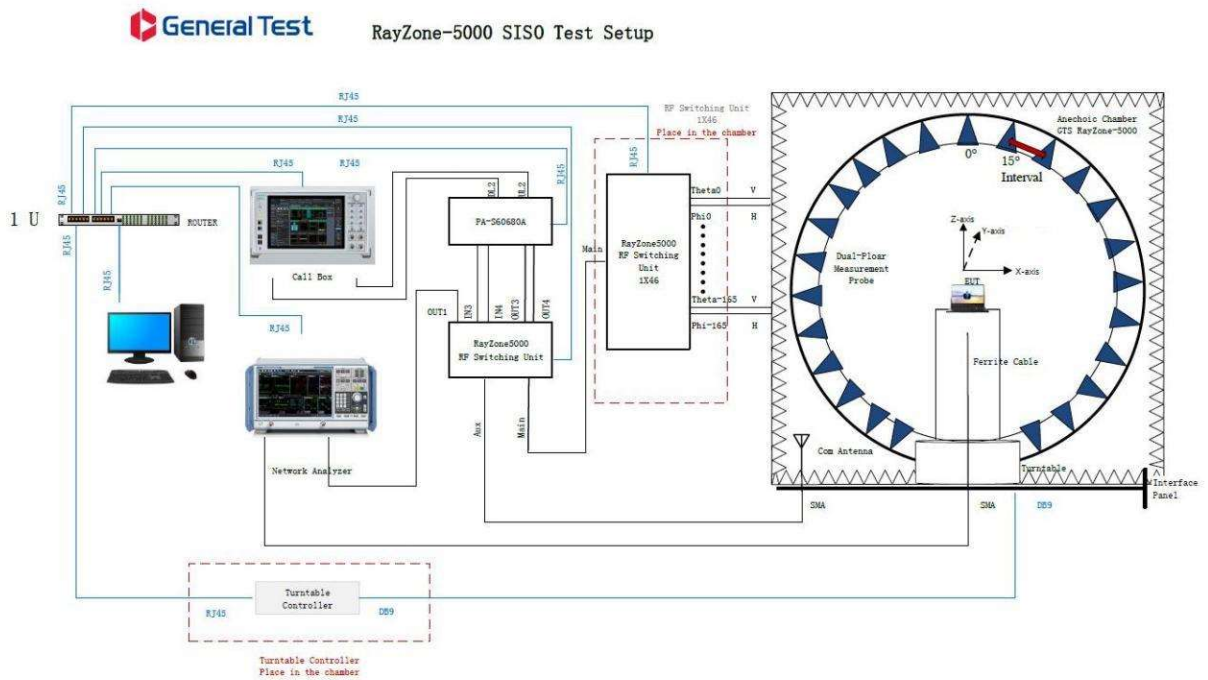 General Test
RayZone-5000 SISO Test Setup
RJ45
RJ45
RJ45
RJ45
RF Switching Unit
1X46
Place in the chamber
RJ45
RJ45
Anechoic Chamber
GTS RayZone-5000
0°
15°
Interval
RJ45
1 U
ROUTER
RJ45
RJ45
Call Box
PA-S60680A
Main
RayZone5000
RF Switching
Unit
1X46
Theta0 V
Phi0 H
Theta-165 V
Phi-165 H
Z-axis
Y-axis
X-axis
EUT
Dual-Ploar
Measurement
Probe
RJ45
OUT1
IN3
IN4
OUT3
OUT4
RayZone5000
RF Switching Unit
Ferrite Cable
Aux
Main
Network Analyzer
Com Antenna
Turntable
Interface
Panel
SMA
SMA
DB9
Turntable
Controller
RJ45
DB9
Turntable Controller
Place in the chamber